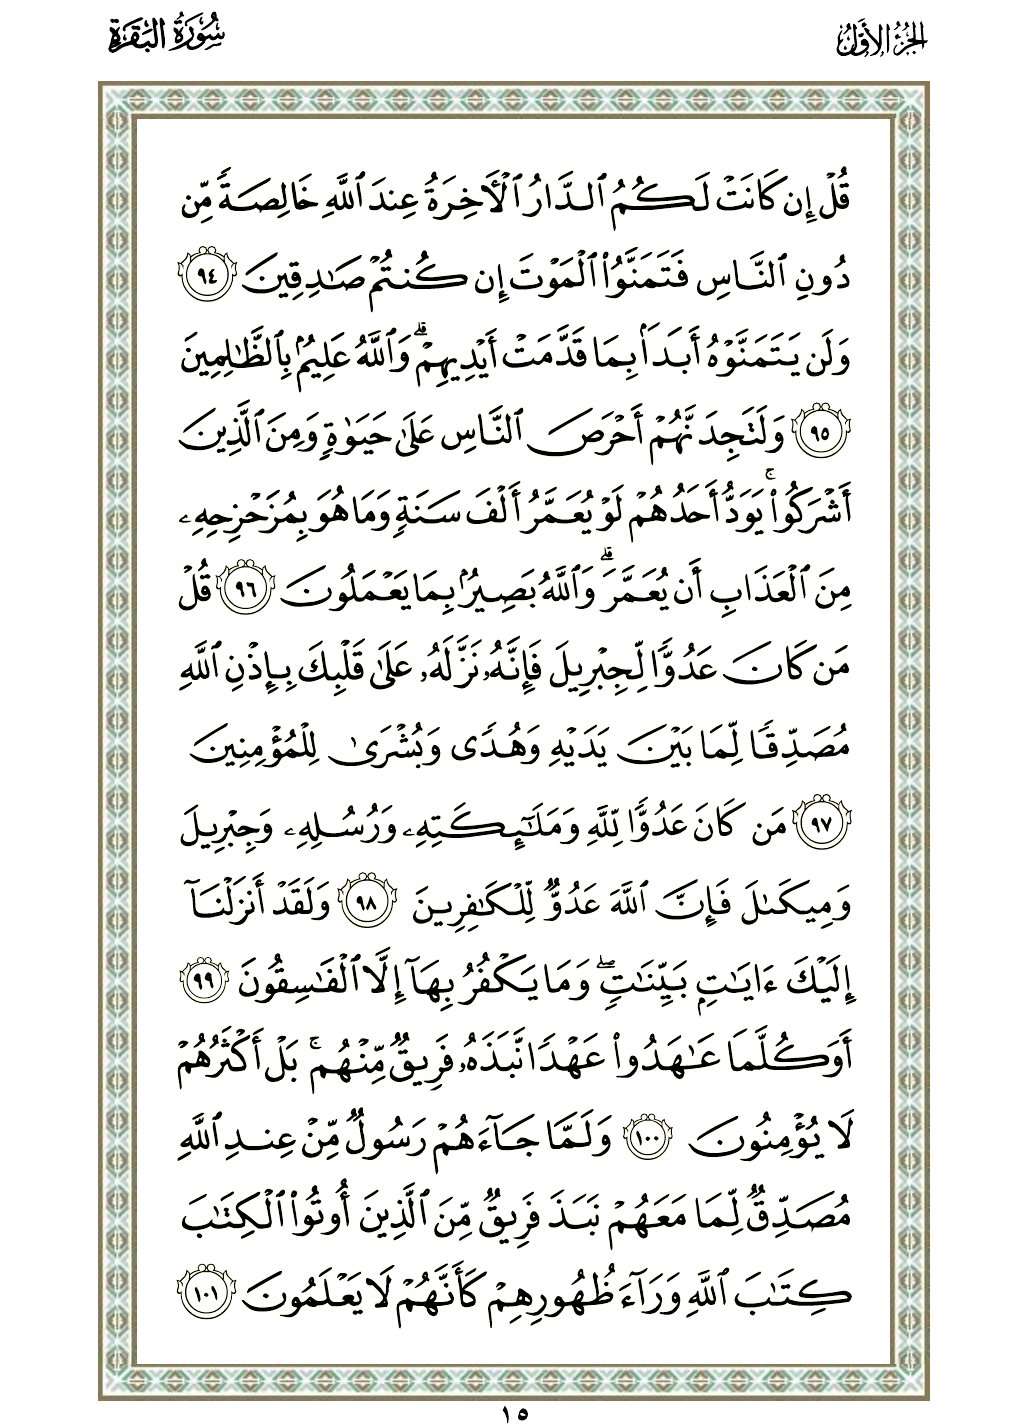 الجزء الأول
سورة البقرة
قُلْ إِن كَانَتْ لَكُمُ ٱلدَّارُ ٱلْأَخِرَةُ عِندَ ٱللَّهِ خَالِصَةً مِّن
دُونِ ٱلنَّاسِ فَتَمَنَّوُا۟ ٱلْمَوْتَ إِن كُنتُمْ صَـٰدِقِينَ ٩٤
وَلَن يَتَمَنَّوْهُ أَبَدًۢا بِمَا قَدَّمَتْ أَيْدِيهِمْ ۗ وَٱللَّهُ عَلِيمٌۢ بِٱلظَّـٰلِمِينَ
٩٥ وَلَتَجِدَنَّهُمْ أَحْرَصَ ٱلنَّاسِ عَلَىٰ حَيَوٰةٍ وَمِنَ ٱلَّذِينَ
أَشْرَكُوا۟ ۚ يَوَدُّ أَحَدُهُمْ لَوْ يُعَمَّرُ أَلْفَ سَنَةٍ وَمَا هُوَ بِمُزَحْزِحِهِۦ
مِنَ ٱلْعَذَابِ أَن يُعَمَّرَ ۗ وَٱللَّهُ بَصِيرٌۢ بِمَا يَعْمَلُونَ ٩٦ قُلْ
مَن كَانَ عَدُوًّا لِّجِبْرِيلَ فَإِنَّهُۥ نَزَّلَهُۥ عَلَىٰ قَلْبِكَ بِإِذْنِ ٱللَّهِ
مُصَدِّقًا لِّمَا بَيْنَ يَدَيْهِ وَهُدًى وَبُشْرَىٰ لِلْمُؤْمِنِينَ
٩٧ مَن كَانَ عَدُوًّا لِّلَّهِ وَمَلَـٰٓئِكَتِهِۦ وَرُسُلِهِۦ وَجِبْرِيلَ
وَمِيكَىٰلَ فَإِنَّ ٱللَّهَ عَدُوٌّ لِّلْكَـٰفِرِينَ ٩٨ وَلَقَدْ أَنزَلْنَآ
إِلَيْكَ ءَايَـٰتٍۭ بَيِّنَـٰتٍ ۖ وَمَا يَكْفُرُ بِهَآ إِلَّا ٱلْفَـٰسِقُونَ ٩٩
أَوَكُلَّمَا عَـٰهَدُوا۟ عَهْدًا نَّبَذَهُۥ فَرِيقٌ مِّنْهُم ۚ بَلْ أَكْثَرُهُمْ
لَا يُؤْمِنُونَ ١٠٠ وَلَمَّا جَآءَهُمْ رَسُولٌ مِّنْ عِندِ ٱللَّهِ
مُصَدِّقٌ لِّمَا مَعَهُمْ نَبَذَ فَرِيقٌ مِّنَ ٱلَّذِينَ أُوتُوا۟ ٱلْكِتَـٰبَ
كِتَـٰبَ ٱللَّهِ وَرَآءَ ظُهُورِهِمْ كَأَنَّهُمْ لَا يَعْلَمُونَ ١٠١
١٥